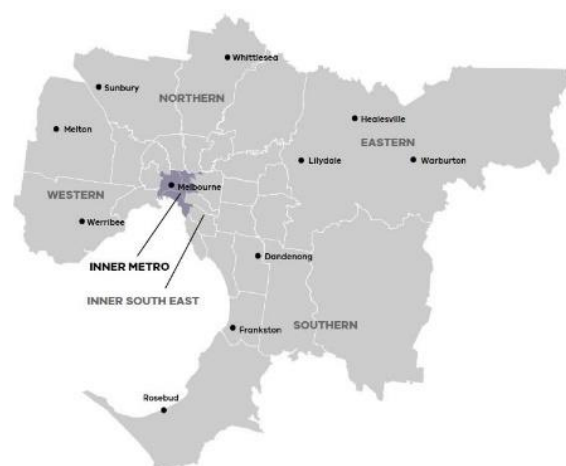 Whittlesea
Sunbury
NORTHERN
Healesville
Melton
EASTERN
Lilydale
Warburton
Melbourne
WESTERN
Werribee
INNER METRO
Dandenong
INNER SOUTH EAST
SOUTHERN
Frankston
Rosebud